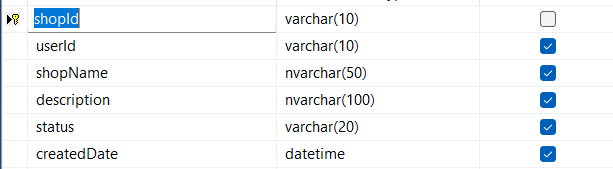 shopId varchar(10)
userId varchar(10)
shopName nvarchar(50)
description nvarchar(100)
status varchar(20)
createdDate datetime